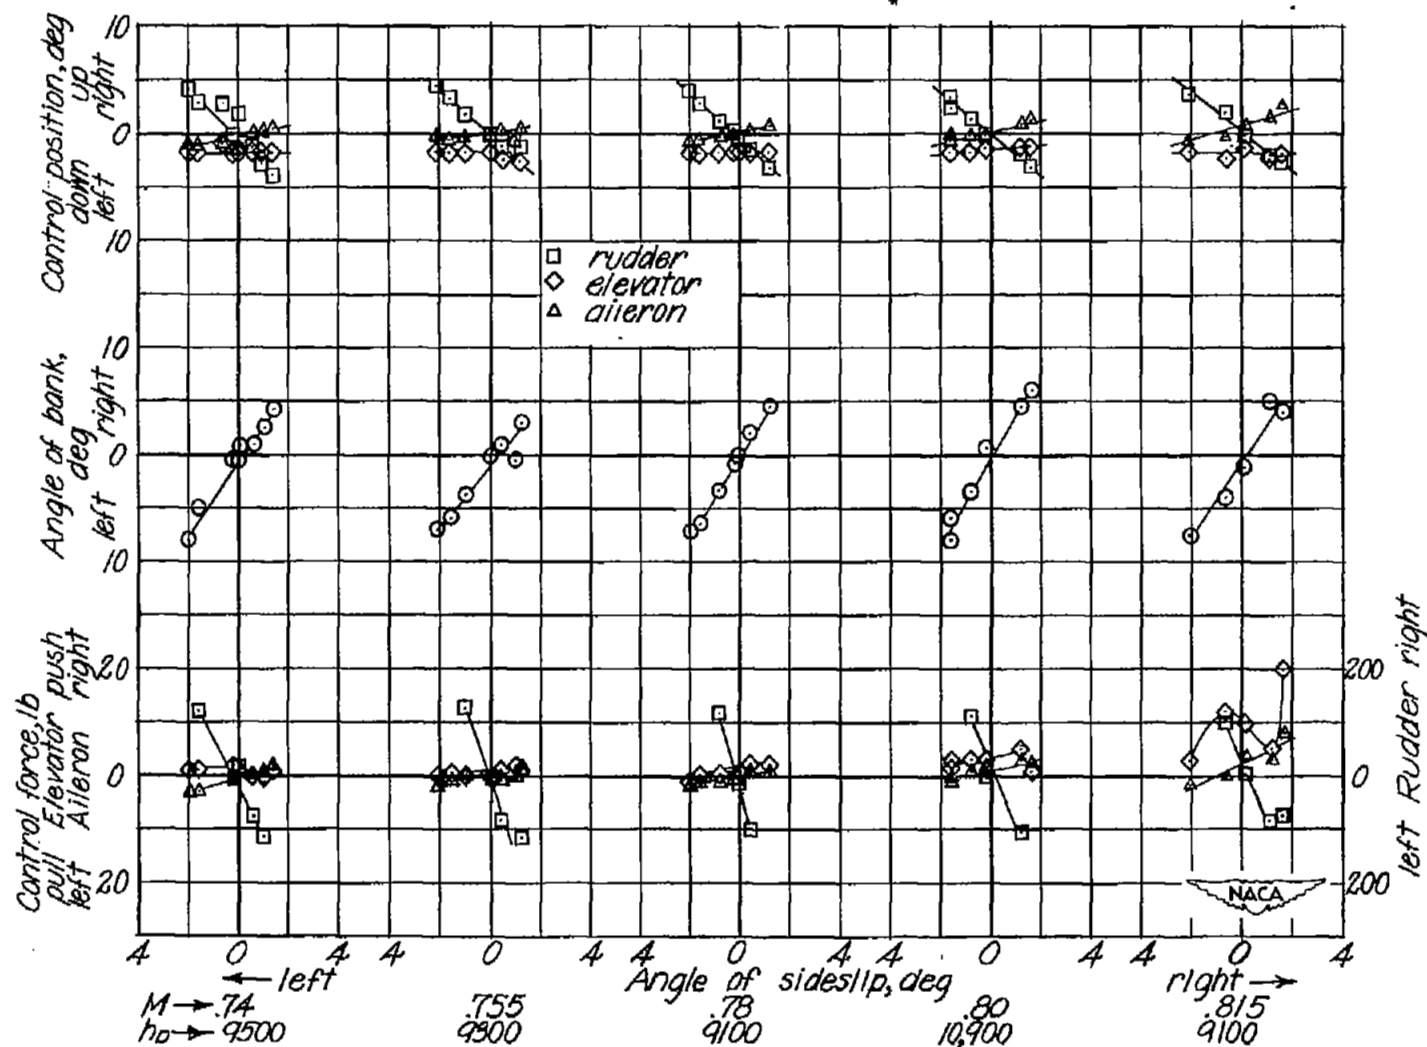 Control position, deg
down up
left right
10
0
10
□ rudder
◇ elevator
△ aileron
Angle of bank,
deg
left right
10
0
10
Control force, lb
pull Elevator push
left Aileron right
20
0
20
200
0
200
left Rudder right
NACA
4 0 4 4 0 4 4 0 4 4 0 4 4 0 4
← left Angle of sideslip, deg right →
M → .74 .755 .78 .80 .815
hp → 9500 9300 9100 10,900 9100